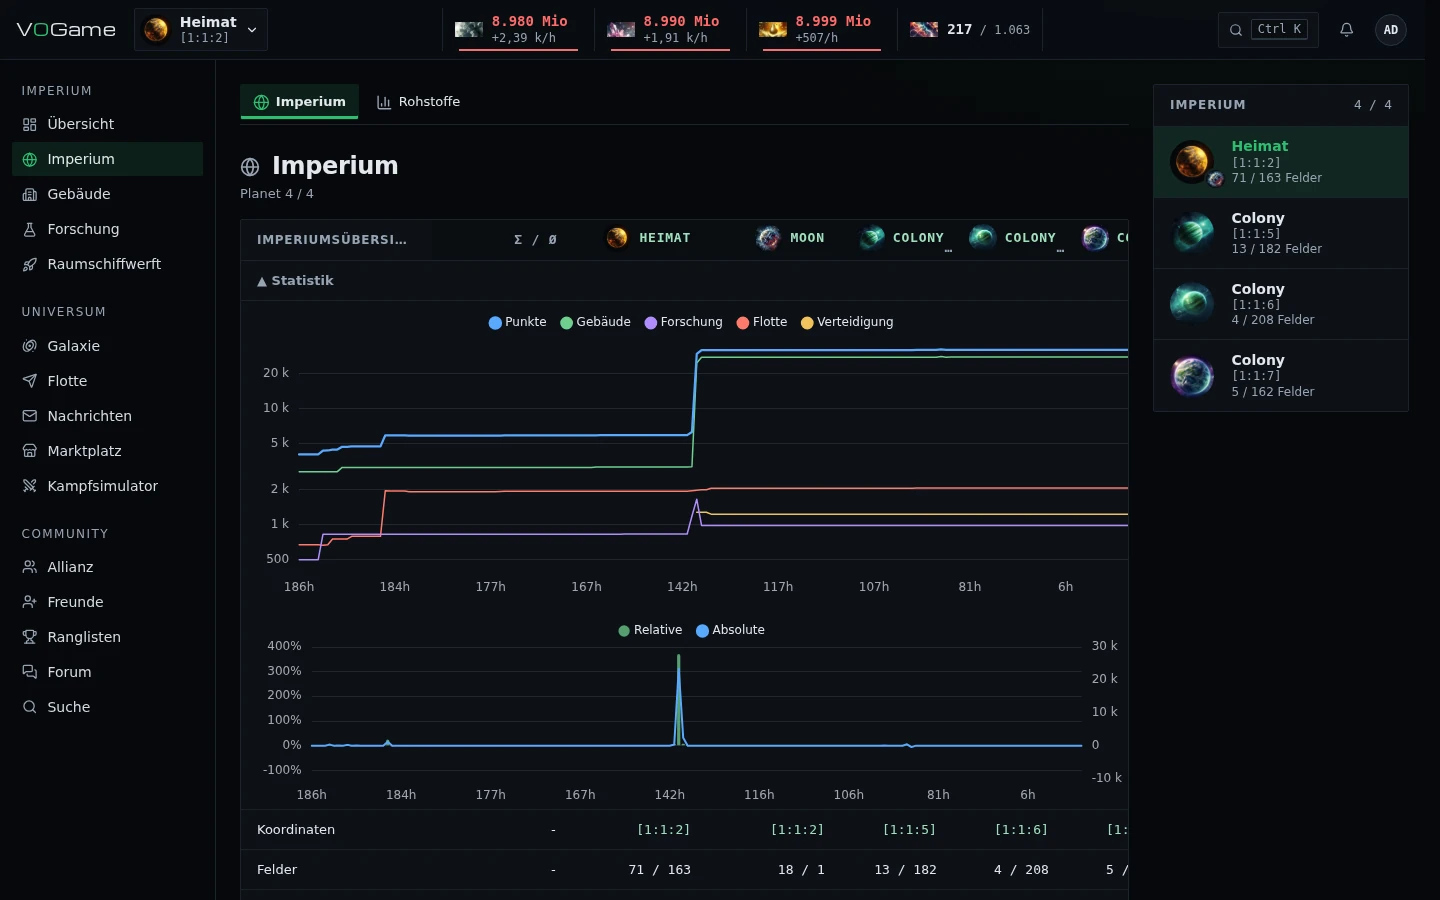 VOGame
Heimat
[1:1:2]
8.980 Mio
+2,39 k/h
8.990 Mio
+1,91 k/h
8.999 Mio
+507/h
217 / 1.063
Ctrl K
AD
IMPERIUM
Übersicht
Imperium
Gebäude
Forschung
Raumschiffwerft
UNIVERSUM
Galaxie
Flotte
Nachrichten
Marktplatz
Kampfsimulator
COMMUNITY
Allianz
Freunde
Ranglisten
Forum
Suche
Imperium
Rohstoffe
Imperium
Planet 4 / 4
IMPERIUMSÜBERSI… Σ / Ø HEIMAT MOON COLONY… COLONY… CO
▲ Statistik
Punkte Gebäude Forschung Flotte Verteidigung
20 k
10 k
5 k
2 k
1 k
500
186h 184h 177h 167h 142h 117h 107h 81h 6h
Relative Absolute
400% 30 k
300% 20 k
200%
100% 10 k
0% 0
-100% -10 k
186h 184h 177h 167h 142h 116h 106h 81h 6h
Koordinaten - [1:1:2] [1:1:2] [1:1:5] [1:1:6] [1:
Felder - 71 / 163 18 / 1 13 / 182 4 / 208 5 /
IMPERIUM 4 / 4
Heimat
[1:1:2]
71 / 163 Felder
Colony
[1:1:5]
13 / 182 Felder
Colony
[1:1:6]
4 / 208 Felder
Colony
[1:1:7]
5 / 162 Felder